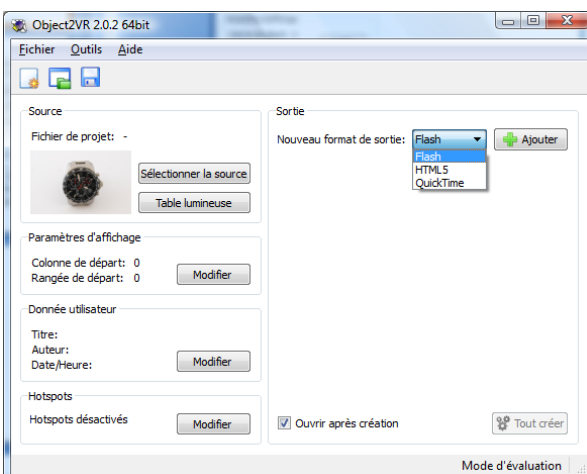 Object2VR 2.0.2 64bit
Fichier Outils Aide
Source
Fichier de projet: -
Sélectionner la source
Table lumineuse
Paramètres d'affichage
Colonne de départ: 0
Rangée de départ: 0
Modifier
Donnée utilisateur
Titre:
Auteur:
Date/Heure:
Modifier
Hotspots
Hotspots désactivés
Modifier
Sortie
Nouveau format de sortie: Flash Ajouter
Flash
HTML5
QuickTime
Ouvrir après création
Tout créer
Mode d'évaluation